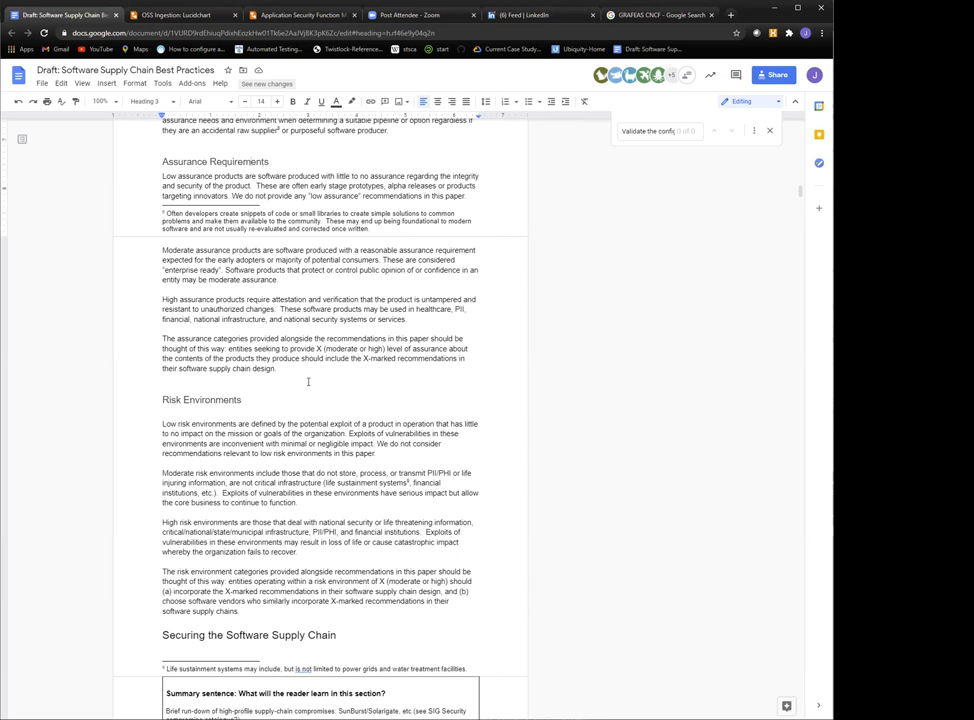 Draft: Software Supply Chain Best
OSS Ingestion: Lucidchart
Application Security Function M
Post Attendee - Zoom
(6) Feed | LinkedIn
GRAFEAS CNCF - Google Search
Apps
Gmail
YouTube
Maps
How to configure a...
Automated Testing...
Twistlock-Referenc...
stsca
start
Current Case Study...
Ubiquity-Home
Draft: Software Sup...
Draft: Software Supply Chain Best Practices
File Edit View Insert Format Tools Add-ons Help See new changes
+5
Share
J
100% Heading 3 Arial 14 Editing
Validate the config 0 of 0
assurance needs and environment when determining a suitable pipeline or option regardless if
they are an accidental raw supplier or purposeful software producer.
Assurance Requirements
Low assurance products are software produced with little to no assurance regarding the integrity
and security of the product. These are often early stage prototypes, alpha releases or products
targeting innovators. We do not provide any "low assurance" recommendations in this paper.
Often developers create snippets of code or small libraries to create simple solutions to common
problems and make them available to the community. These may end up being foundational to modern
software and are not usually re-evaluated and corrected once written.
Moderate assurance products are software produced with a reasonable assurance requirement
expected for the early adopters or majority of potential consumers. These are considered
"enterprise ready". Software products that protect or control public opinion of or confidence in an
entity may be moderate assurance.
High assurance products require attestation and verification that the product is untampered and
resistant to unauthorized changes. These software products may be used in healthcare, PII,
financial, national infrastructure, and national security systems or services.
The assurance categories provided alongside the recommendations in this paper should be
thought of this way: entities seeking to provide X (moderate or high) level of assurance about
the contents of the products they produce should include the X-marked recommendations in
their software supply chain design.
Risk Environments
Low risk environments are defined by the potential exploit of a product in operation that has little
to no impact on the mission or goals of the organization. Exploits of vulnerabilities in these
environments are inconvenient with minimal or negligible impact. We do not consider
recommendations relevant to low risk environments in this paper.
Moderate risk environments include those that do not store, process, or transmit PII/PHI or life
injuring information, are not critical infrastructure (life sustainment systems⁹, financial
institutions, etc.). Exploits of vulnerabilities in these environments have serious impact but allow
the core business to continue to function.
High risk environments are those that deal with national security or life threatening information,
critical/national/state/municipal infrastructure, PII/PHI, and financial institutions. Exploits of
vulnerabilities in these environments may result in loss of life or cause catastrophic impact
whereby the organization fails to recover.
The risk environment categories provided alongside recommendations in this paper should be
thought of this way: entities operating within a risk environment of X (moderate or high) should
(a) incorporate the X-marked recommendations in their software supply chain design, and (b)
choose software vendors who similarly incorporate X-marked recommendations in their
software supply chains.
Securing the Software Supply Chain
⁹ Life sustainment systems may include, but is not limited to power grids and water treatment facilities.
Summary sentence: What will the reader learn in this section?
Brief run-down of high-profile supply-chain compromises: SunBurst/Solarigate, etc (see SIG Security